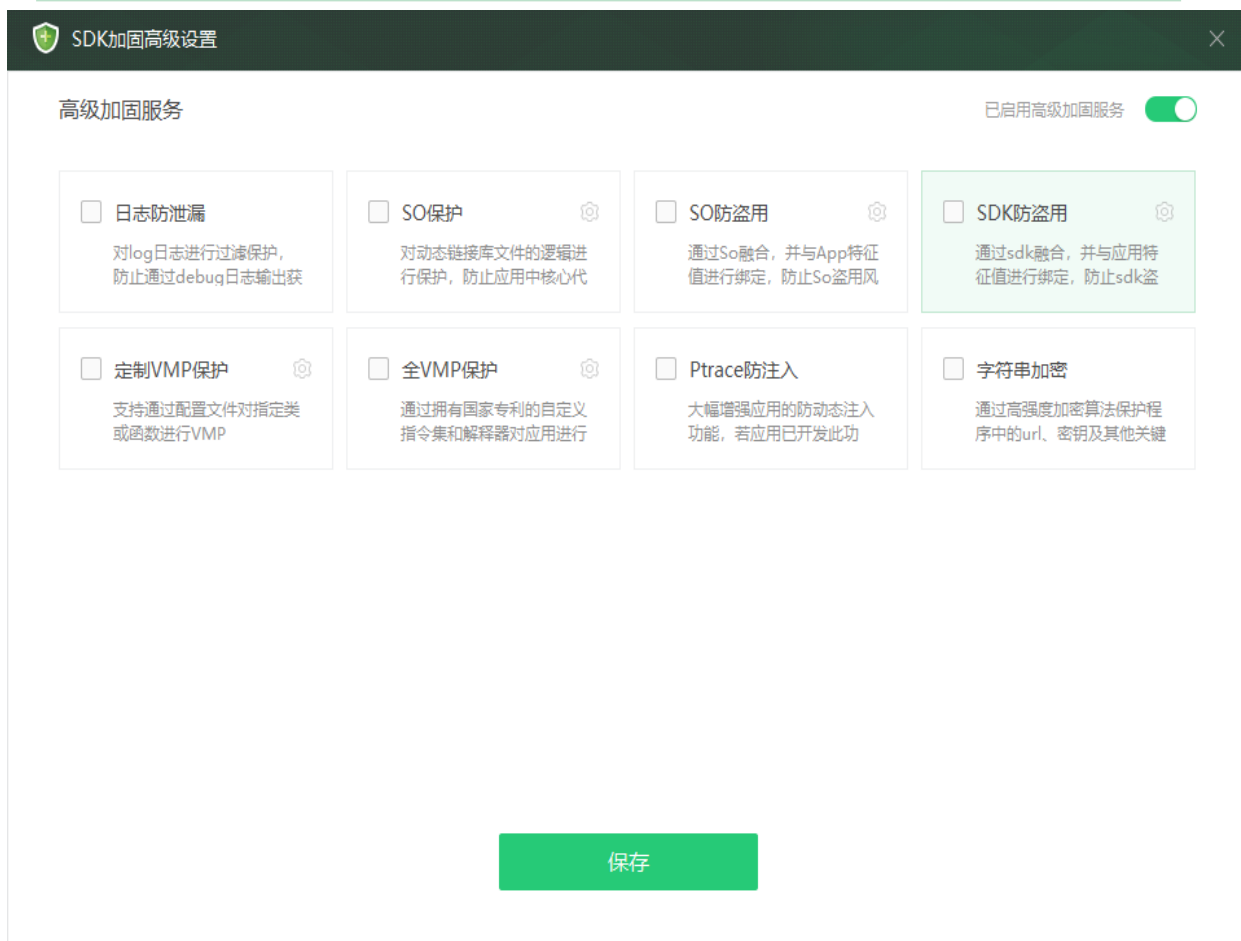 SDK加固高级设置
高级加固服务
已启用高级加固服务
日志防泄漏
对log日志进行过滤保护，
防止通过debug日志输出获
SO保护
对动态链接库文件的逻辑进
行保护，防止应用中核心代
SO防盗用
通过So融合，并与App特征
值进行绑定，防止So盗用风
SDK防盗用
通过sdk融合，并与应用特
征值进行绑定，防止sdk盗
定制VMP保护
支持通过配置文件对指定类
或函数进行VMP
全VMP保护
通过拥有国家专利的自定义
指令集和解释器对应用进行
Ptrace防注入
大幅增强应用的防动态注入
功能，若应用已开发此功
字符串加密
通过高强度加密算法保护程
序中的url、密钥及其他关键
保存